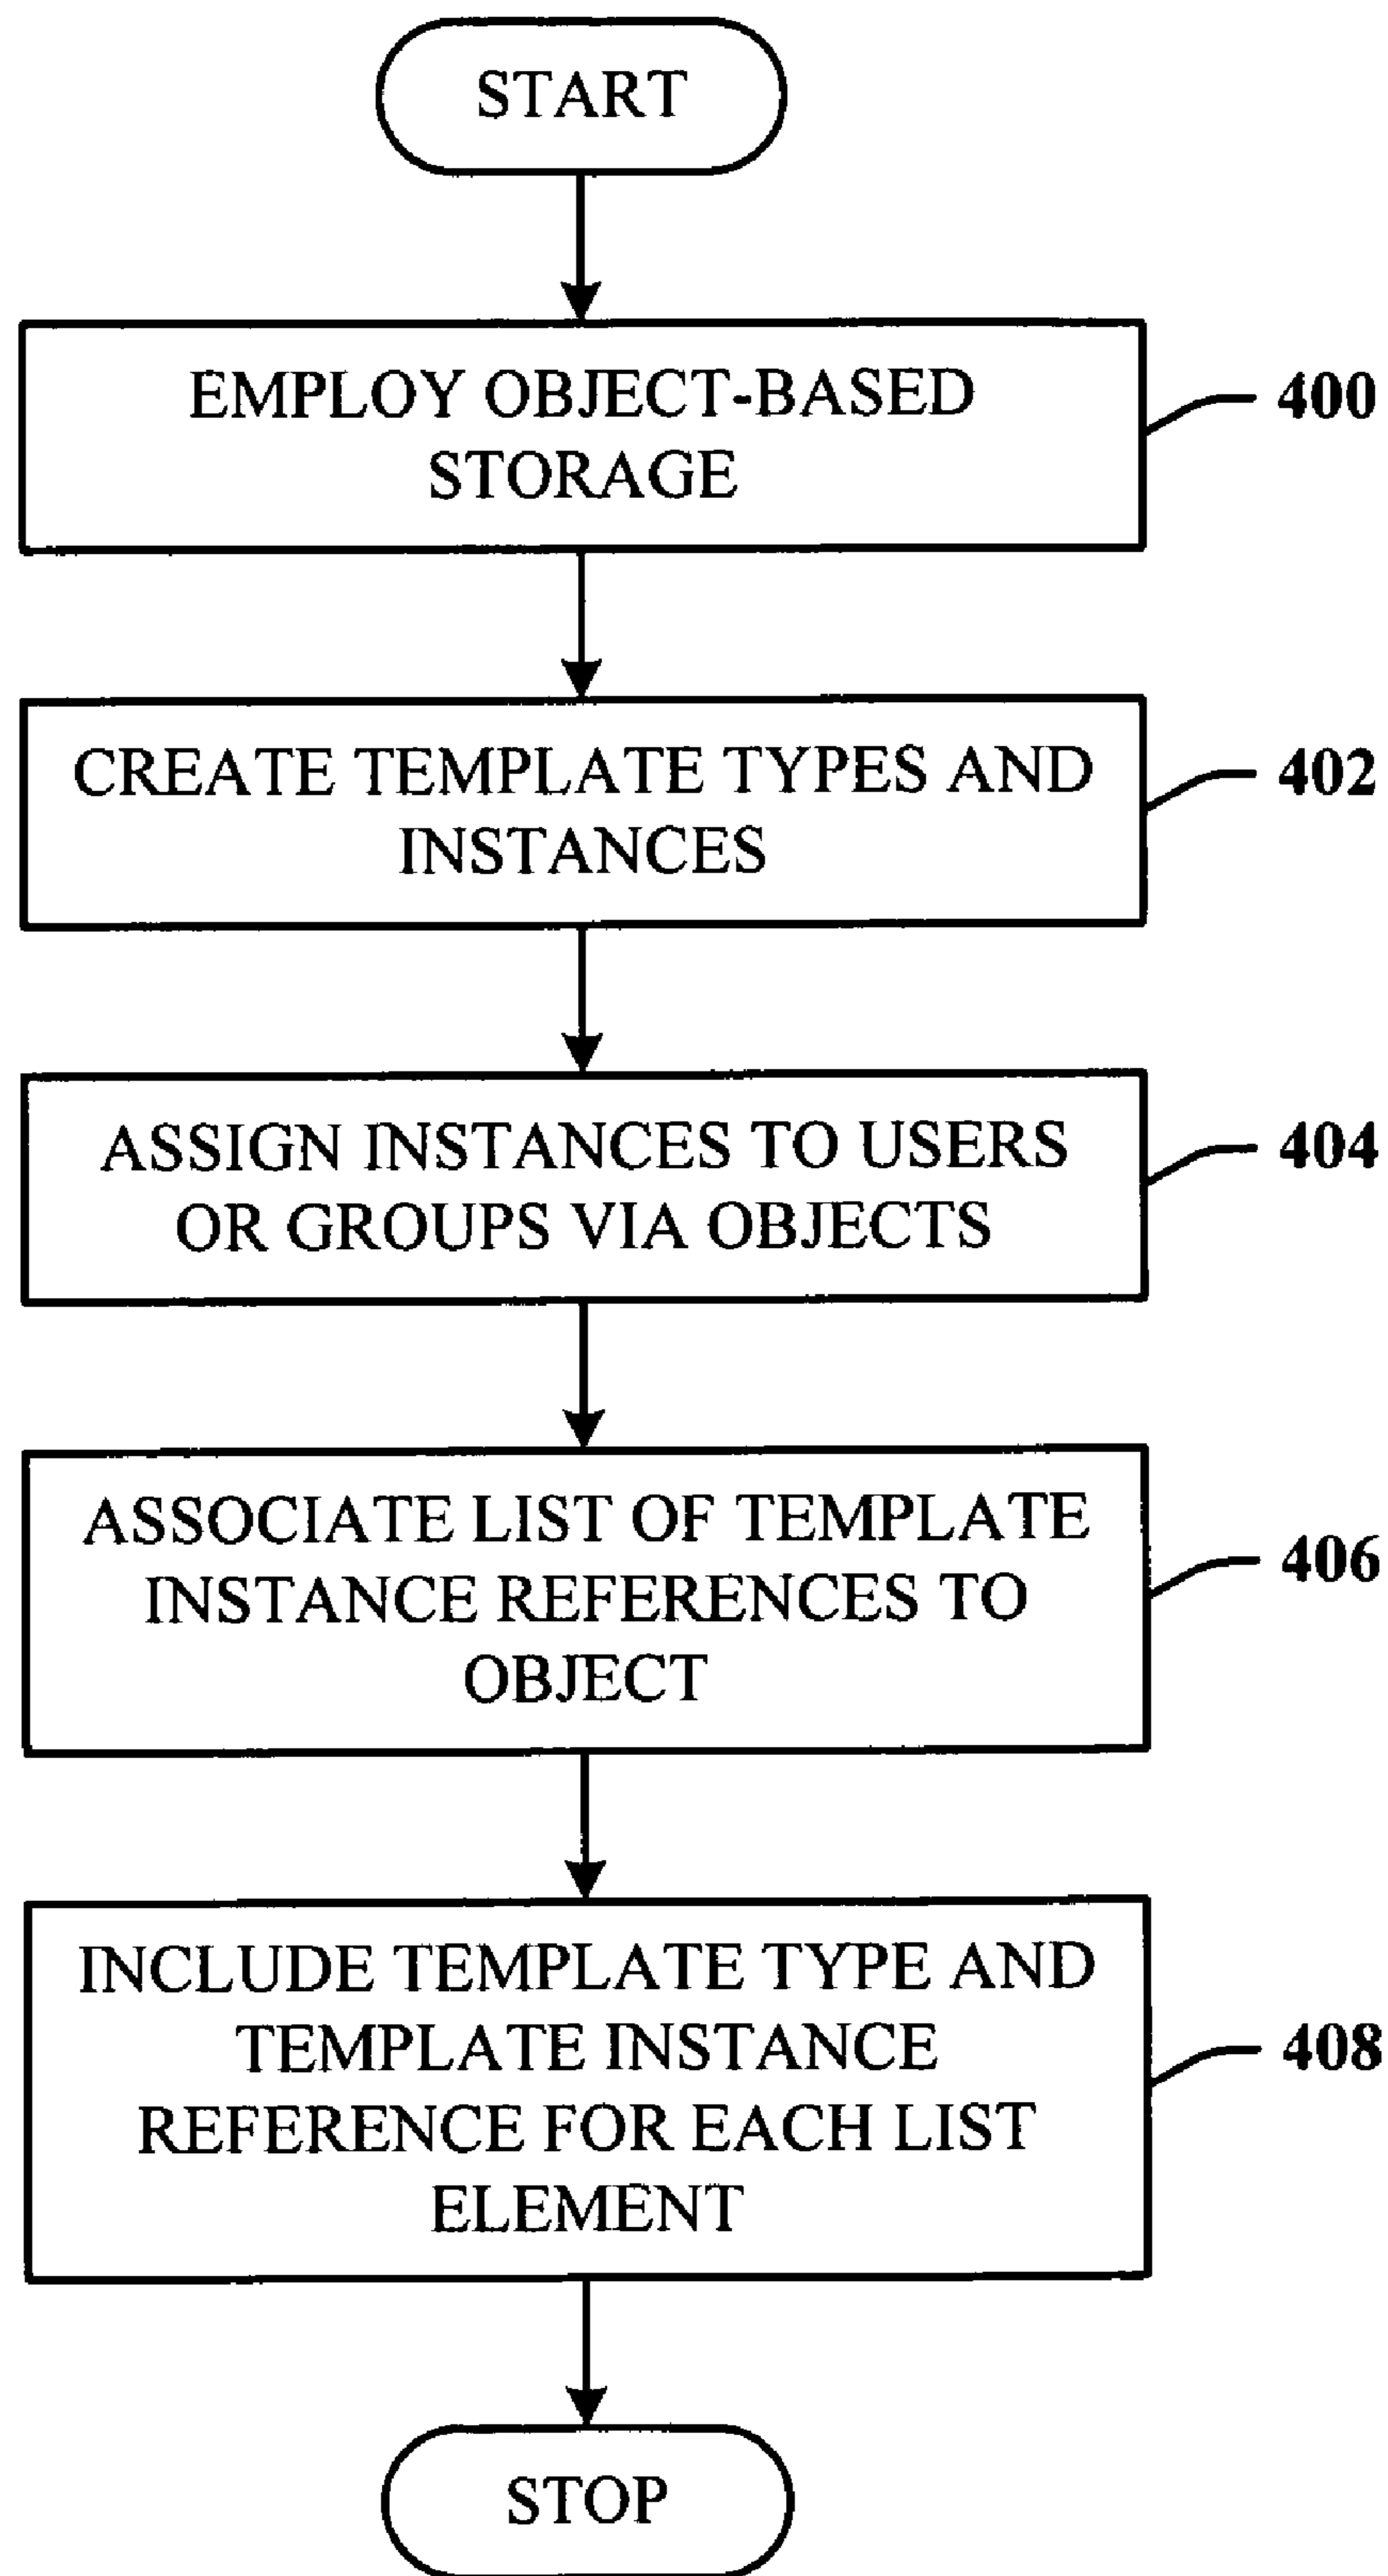 START
EMPLOY OBJECT-BASED
STORAGE
400
CREATE TEMPLATE TYPES AND
INSTANCES
402
ASSIGN INSTANCES TO USERS
OR GROUPS VIA OBJECTS
404
ASSOCIATE LIST OF TEMPLATE
INSTANCE REFERENCES TO
OBJECT
406
INCLUDE TEMPLATE TYPE AND
TEMPLATE INSTANCE
REFERENCE FOR EACH LIST
ELEMENT
408
STOP